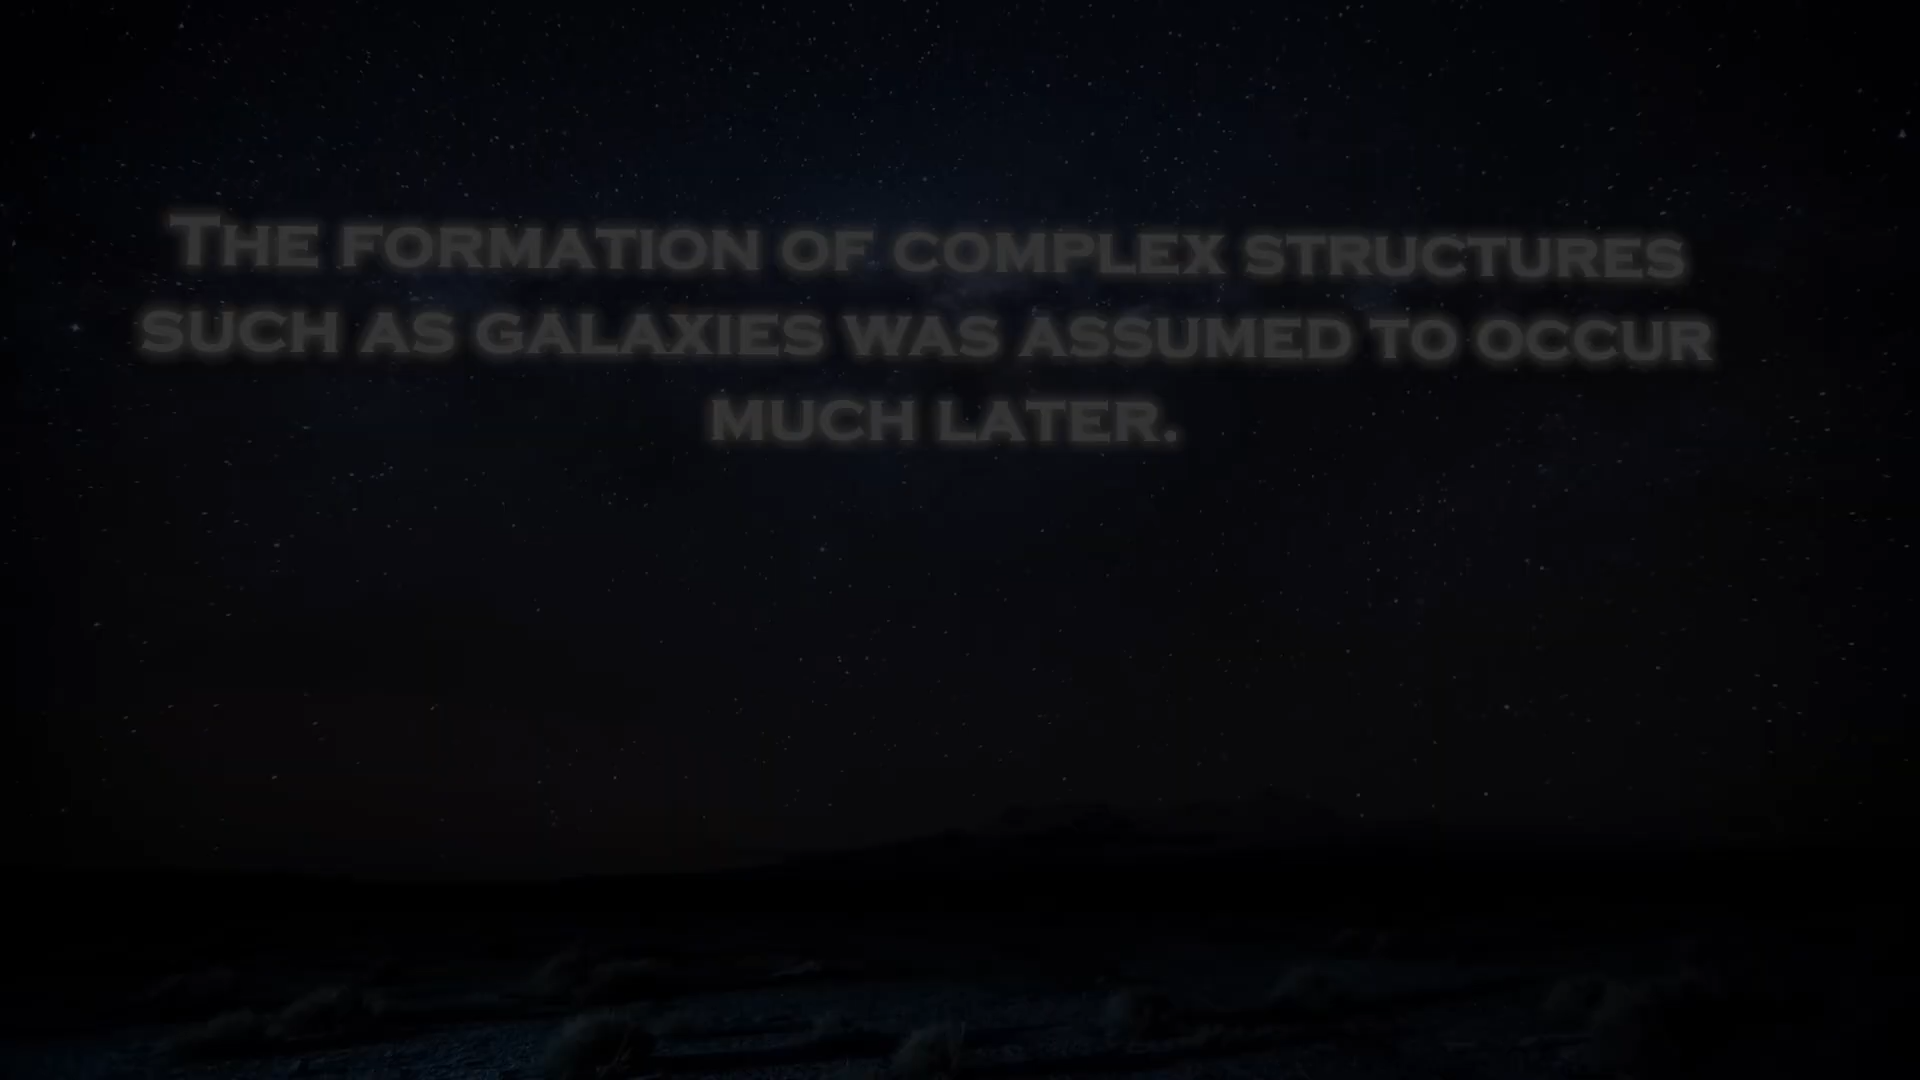 The formation of complex structures
such as galaxies was assumed to occur
much later.